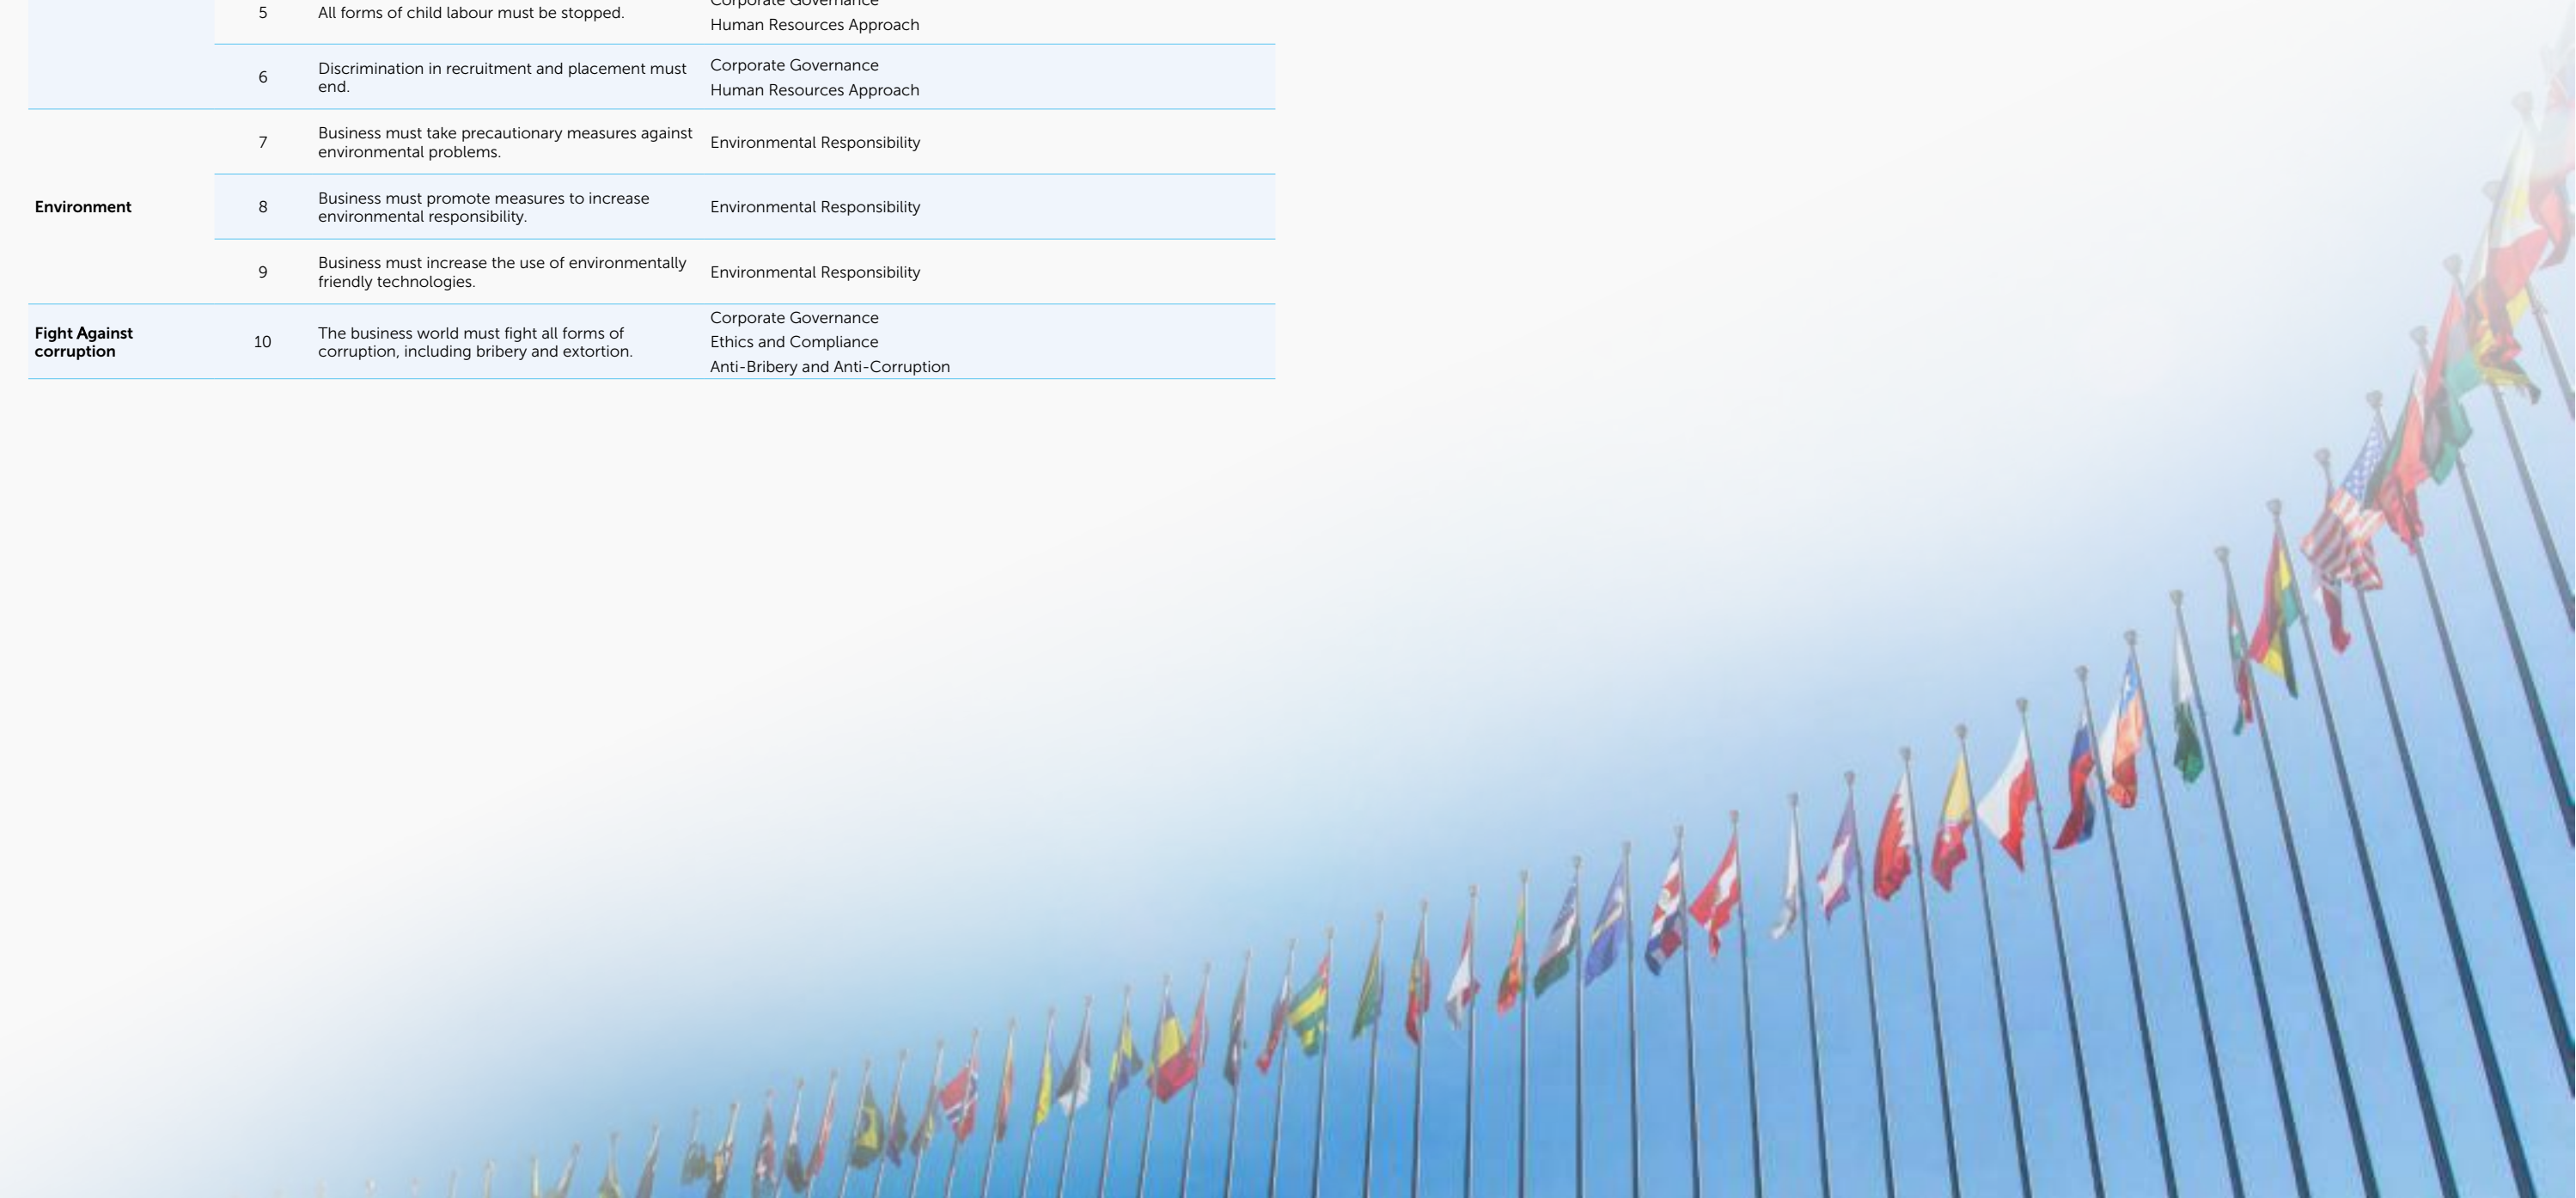 Corporate Governance
5 All forms of child labour must be stopped.
Human Resources Approach
Discrimination in recruitment and placement must
end.
6
Corporate Governance
Human Resources Approach
Environment
7
Business must take precautionary measures against
environmental problems.
Environmental Responsibility
8
Business must promote measures to increase
environmental responsibility.
Environmental Responsibility
9
Business must increase the use of environmentally
friendly technologies.
Environmental Responsibility
Fight Against
corruption
10
The business world must fight all forms of
corruption, including bribery and extortion.
Corporate Governance
Ethics and Compliance
Anti-Bribery and Anti-Corruption